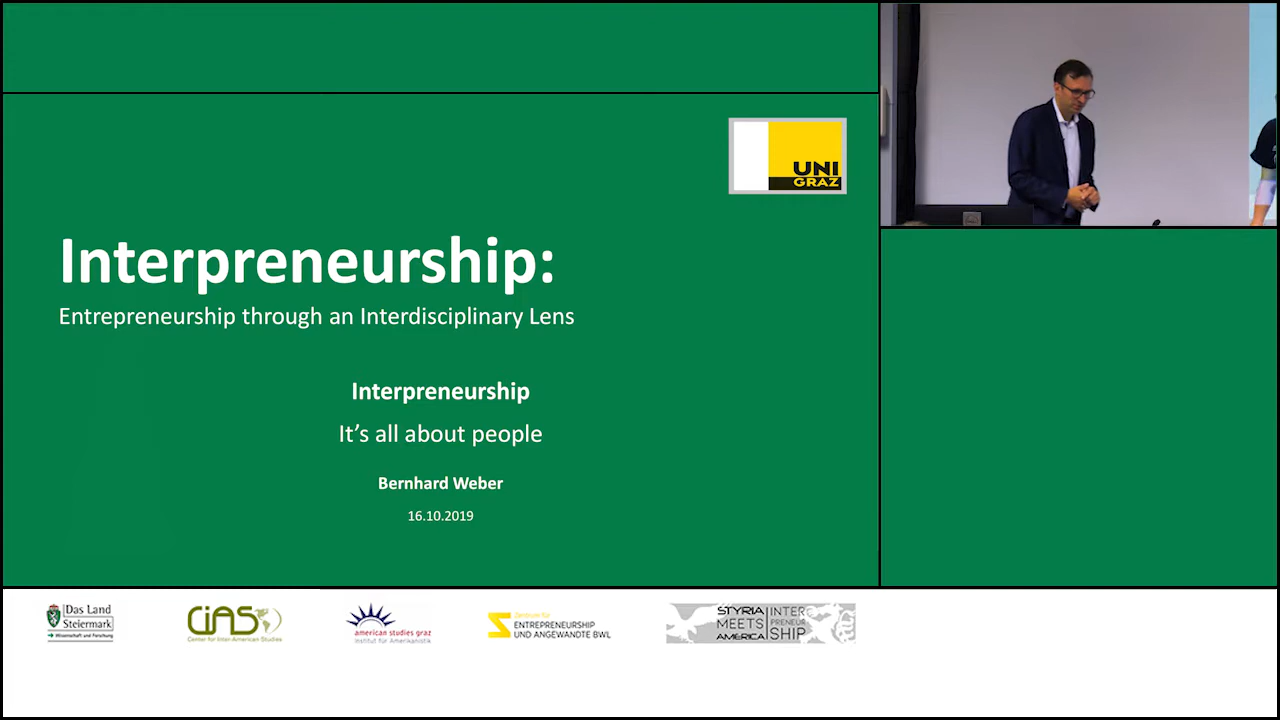 UNI
GRAZ
Interpreneurship:
Entrepreneurship through an Interdisciplinary Lens
Interpreneurship
It's all about people
Bernhard Weber
16.10.2019
Das Land
Steiermark
Wissenschaft und Forschung
CIAS
Center for Inter-American Studies
american studies graz
Institut für Amerikanistik
Zentrum für
ENTREPRENEURSHIP
UND ANGEWANDTE BWL
STYRIA
MEETS
AMERICA
INTER
PRENEUR
SHIP